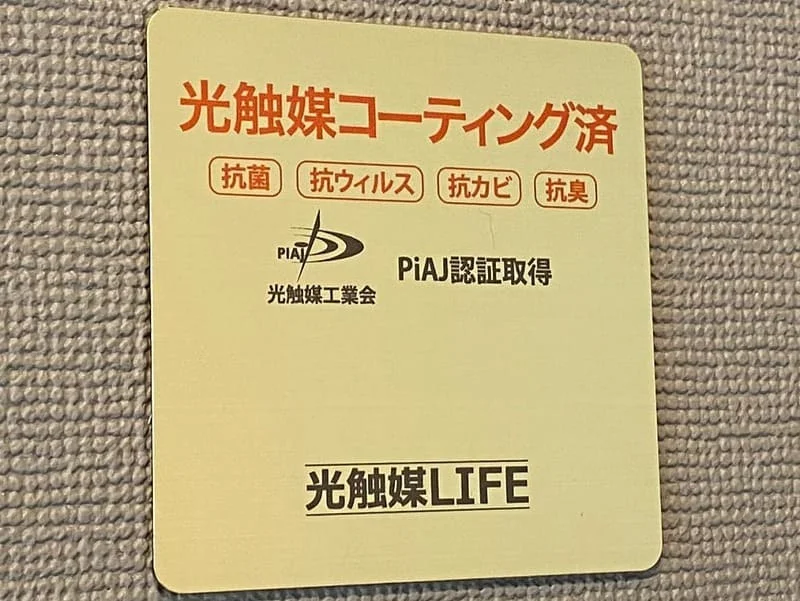 光触媒コーティング済
抗菌 抗ウィルス 抗カビ 抗臭
PIAJ
光触媒工業会
PiAJ認証取得
光触媒LIFE